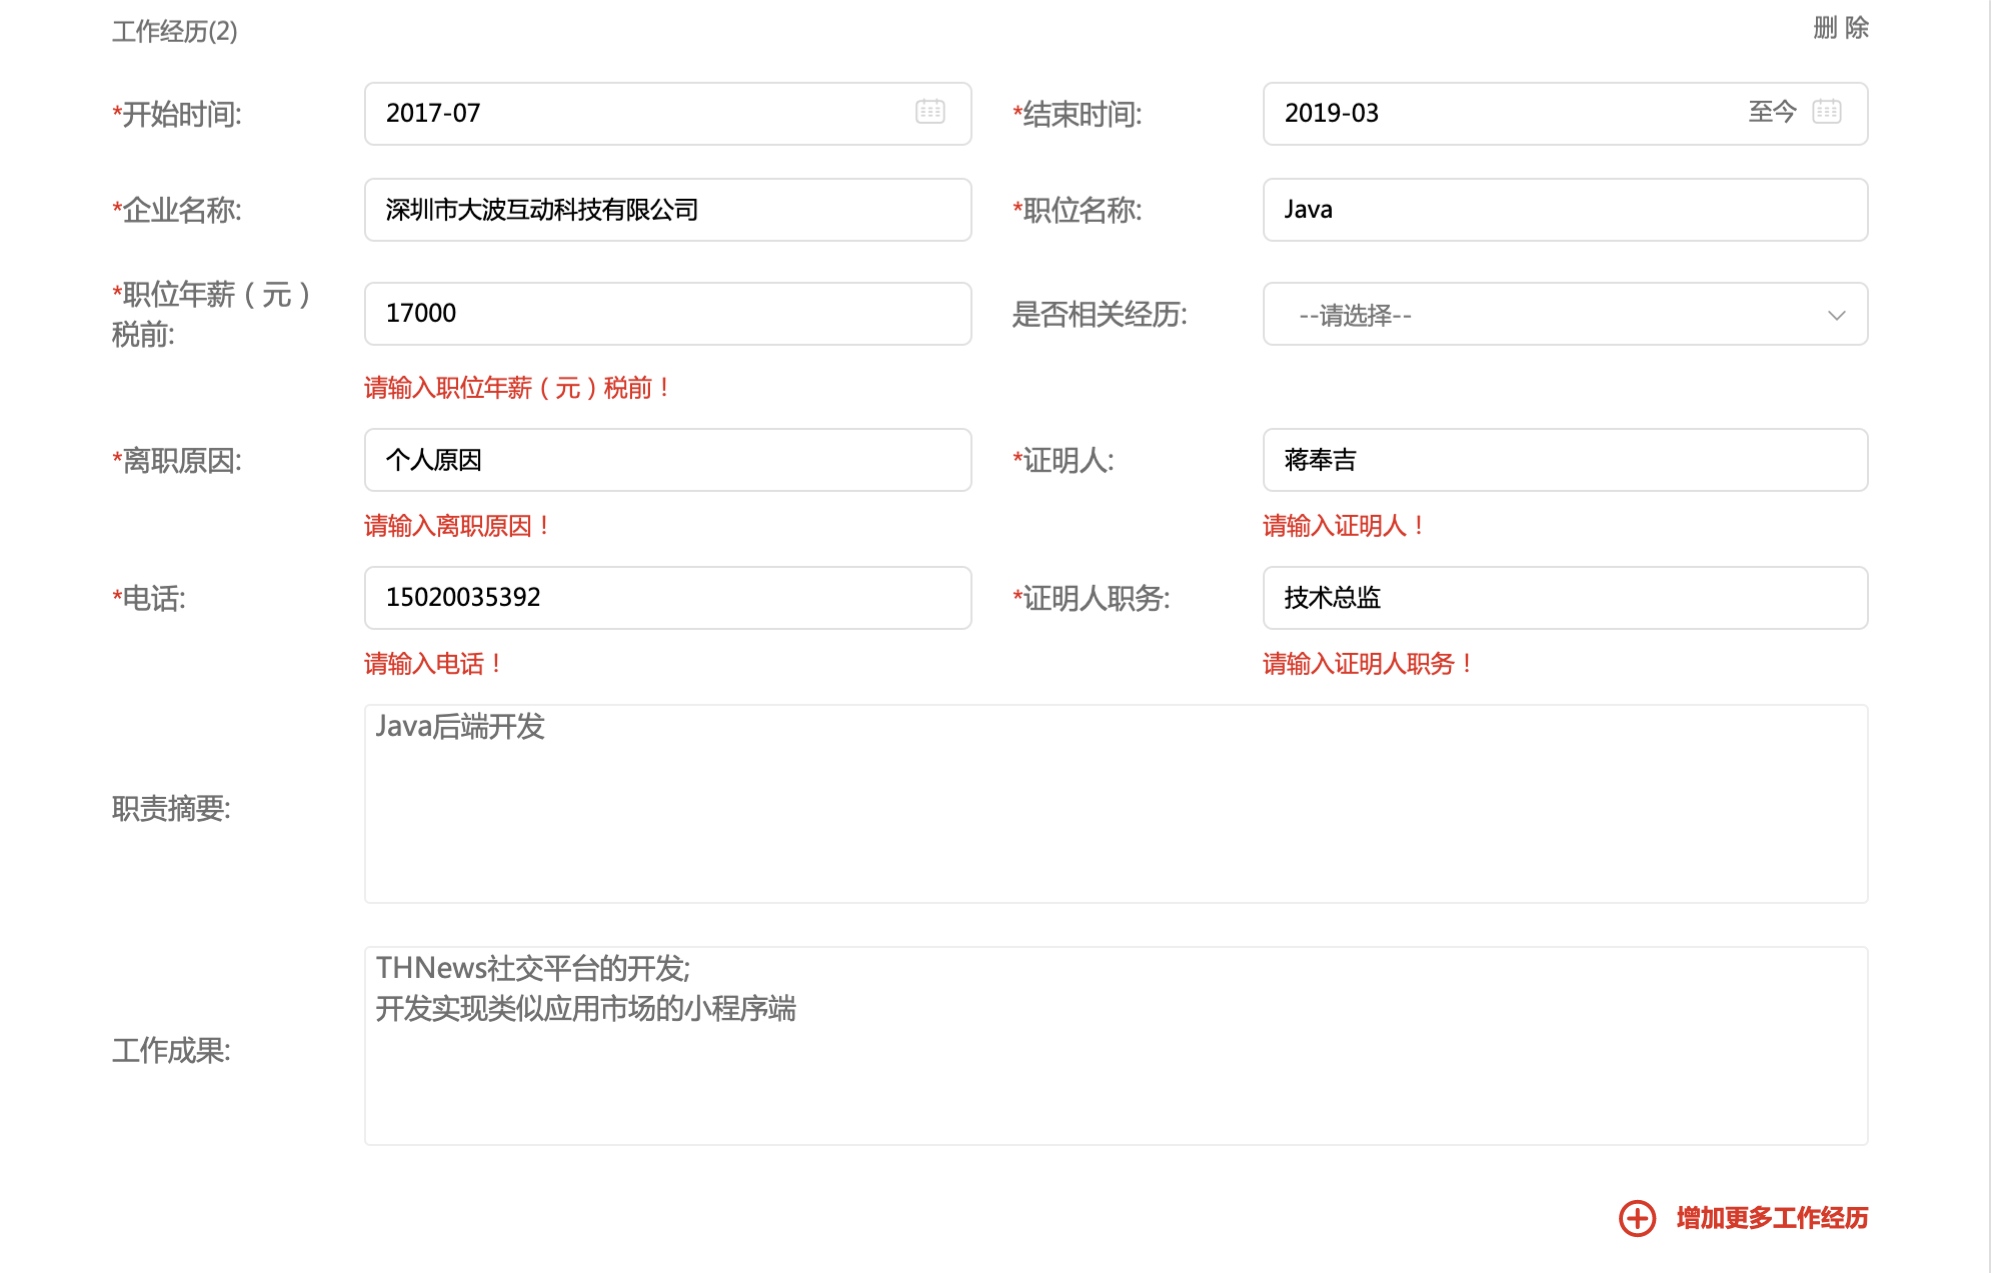 工作经历(2)
删 除
*开始时间:
2017-07
*结束时间:
2019-03
至今
*企业名称:
深圳市大波互动科技有限公司
*职位名称:
Java
*职位年薪（元）
税前:
17000
是否相关经历:
--请选择--
请输入职位年薪（元）税前！
*离职原因:
个人原因
*证明人:
蒋奉吉
请输入离职原因！
请输入证明人！
*电话:
15020035392
*证明人职务:
技术总监
请输入电话！
请输入证明人职务！
职责摘要:
Java后端开发
工作成果:
THNews社交平台的开发;
开发实现类似应用市场的小程序端
增加更多工作经历